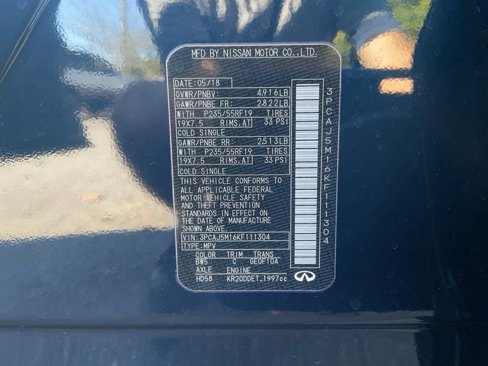 MFD BY NISSAN MOTOR CO.,LTD.
DATE: 05/18
GVWR/PNBV: 4916LB
GAWR/PNBE FR: 2822LB
WITH P235/55RF19 TIRES
19X7.5 RIMS,AT 33 PSI
COLD SINGLE
GAWR/PNBE RR: 2513LB
WITH P235/55RF19 TIRES
19X7.5 RIMS,AT 33 PSI
COLD SINGLE
THIS VEHICLE CONFORMS TO
ALL APPLICABLE FEDERAL
MOTOR VEHICLE SAFETY
AND THEFT PREVENTION
STANDARDS IN EFFECT ON
THE DATE OF MANUFACTURE
SHOWN ABOVE.
VIN:3PCAJ5M16KF111304
TYPE:MPV
COLOR TRIM TRANS
BW5 C GE0F10A
AXLE ENGINE
HD58 KR20DDET,1997cc
INFINITI
3PCAJ5M16KF111304